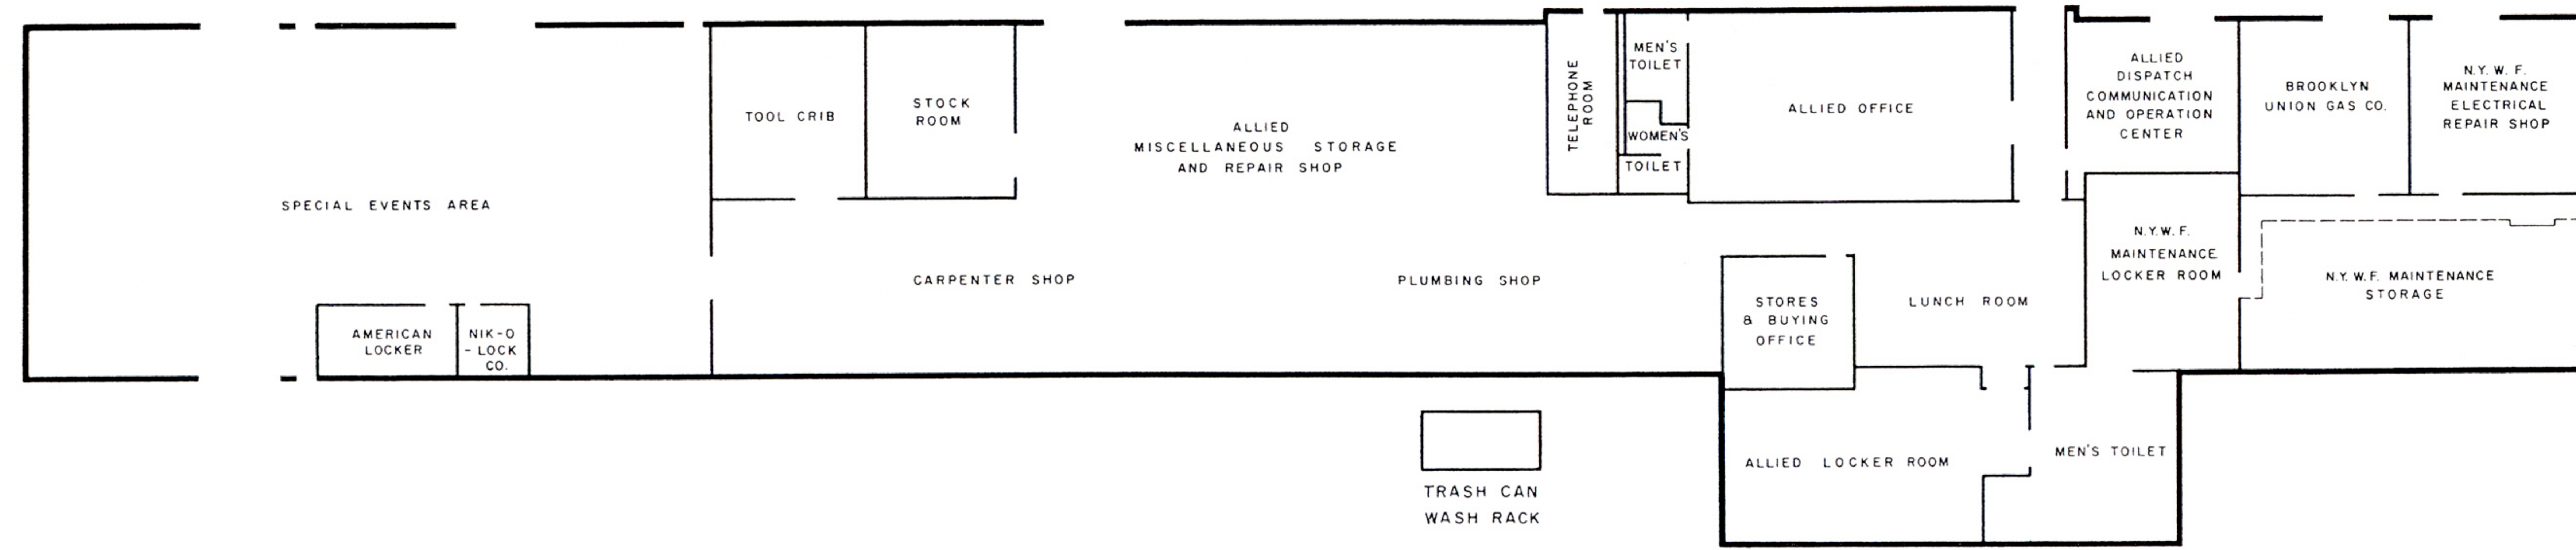 SPECIAL EVENTS AREA
AMERICAN
LOCKER
NIK-O
-LOCK
CO.
TOOL CRIB
STOCK
ROOM
ALLIED
MISCELLANEOUS STORAGE
AND REPAIR SHOP
CARPENTER SHOP
PLUMBING SHOP
TELEPHONE
ROOM
MEN'S
TOILET
WOMEN'S
TOILET
ALLIED OFFICE
STORES
& BUYING
OFFICE
LUNCH ROOM
ALLIED
DISPATCH
COMMUNICATION
AND OPERATION
CENTER
BROOKLYN
UNION GAS CO.
N.Y.W.F.
MAINTENANCE
ELECTRICAL
REPAIR SHOP
N.Y.W.F.
MAINTENANCE
LOCKER ROOM
N.Y.W.F. MAINTENANCE
STORAGE
TRASH CAN
WASH RACK
ALLIED LOCKER ROOM
MEN'S TOILET